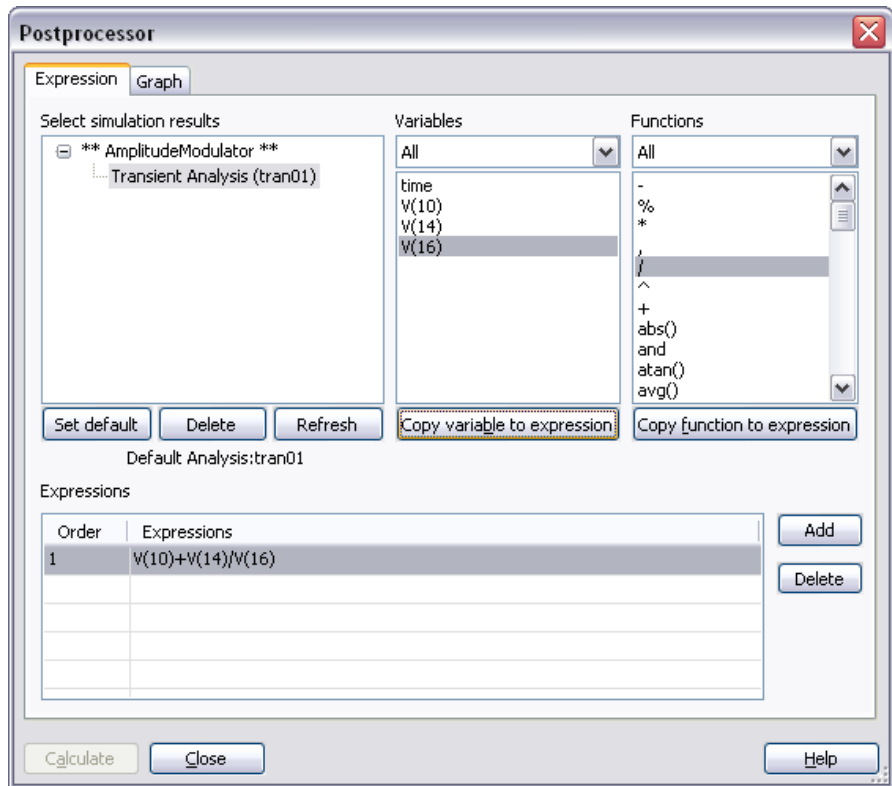 Postprocessor
Expression
Graph
Select simulation results
** AmplitudeModulator **
Transient Analysis (tran01)
Set default
Delete
Refresh
Default Analysis:tran01
Variables
All
time
V(10)
V(14)
V(16)
Copy variable to expression
Functions
All
-
%
*
,
/
^
+
abs()
and
atan()
avg()
Copy function to expression
Expressions
Order
Expressions
1
V(10)+V(14)/V(16)
Add
Delete
Calculate
Close
Help